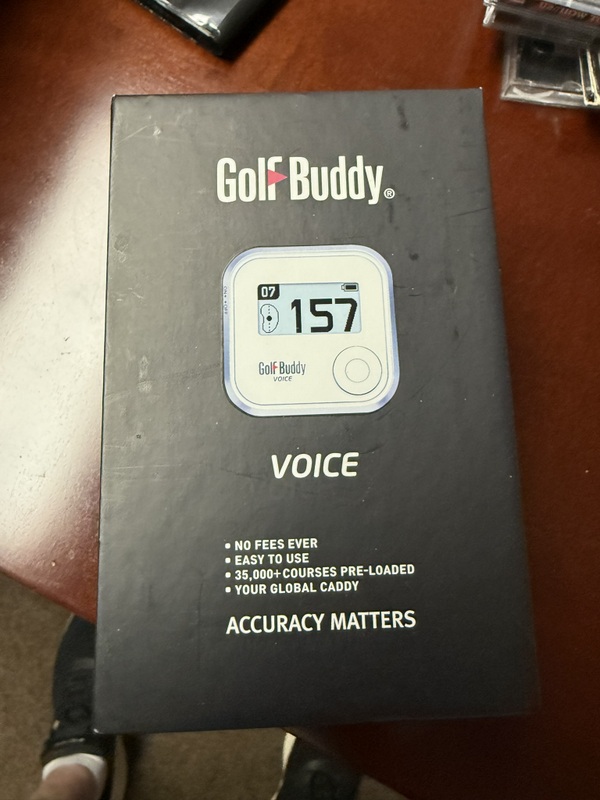 GolfBuddy®
07
157
GolfBuddy
VOICE
VOICE
▪ NO FEES EVER
▪ EASY TO USE
▪ 35,000+ COURSES PRE-LOADED
▪ YOUR GLOBAL CADDY
ACCURACY MATTERS